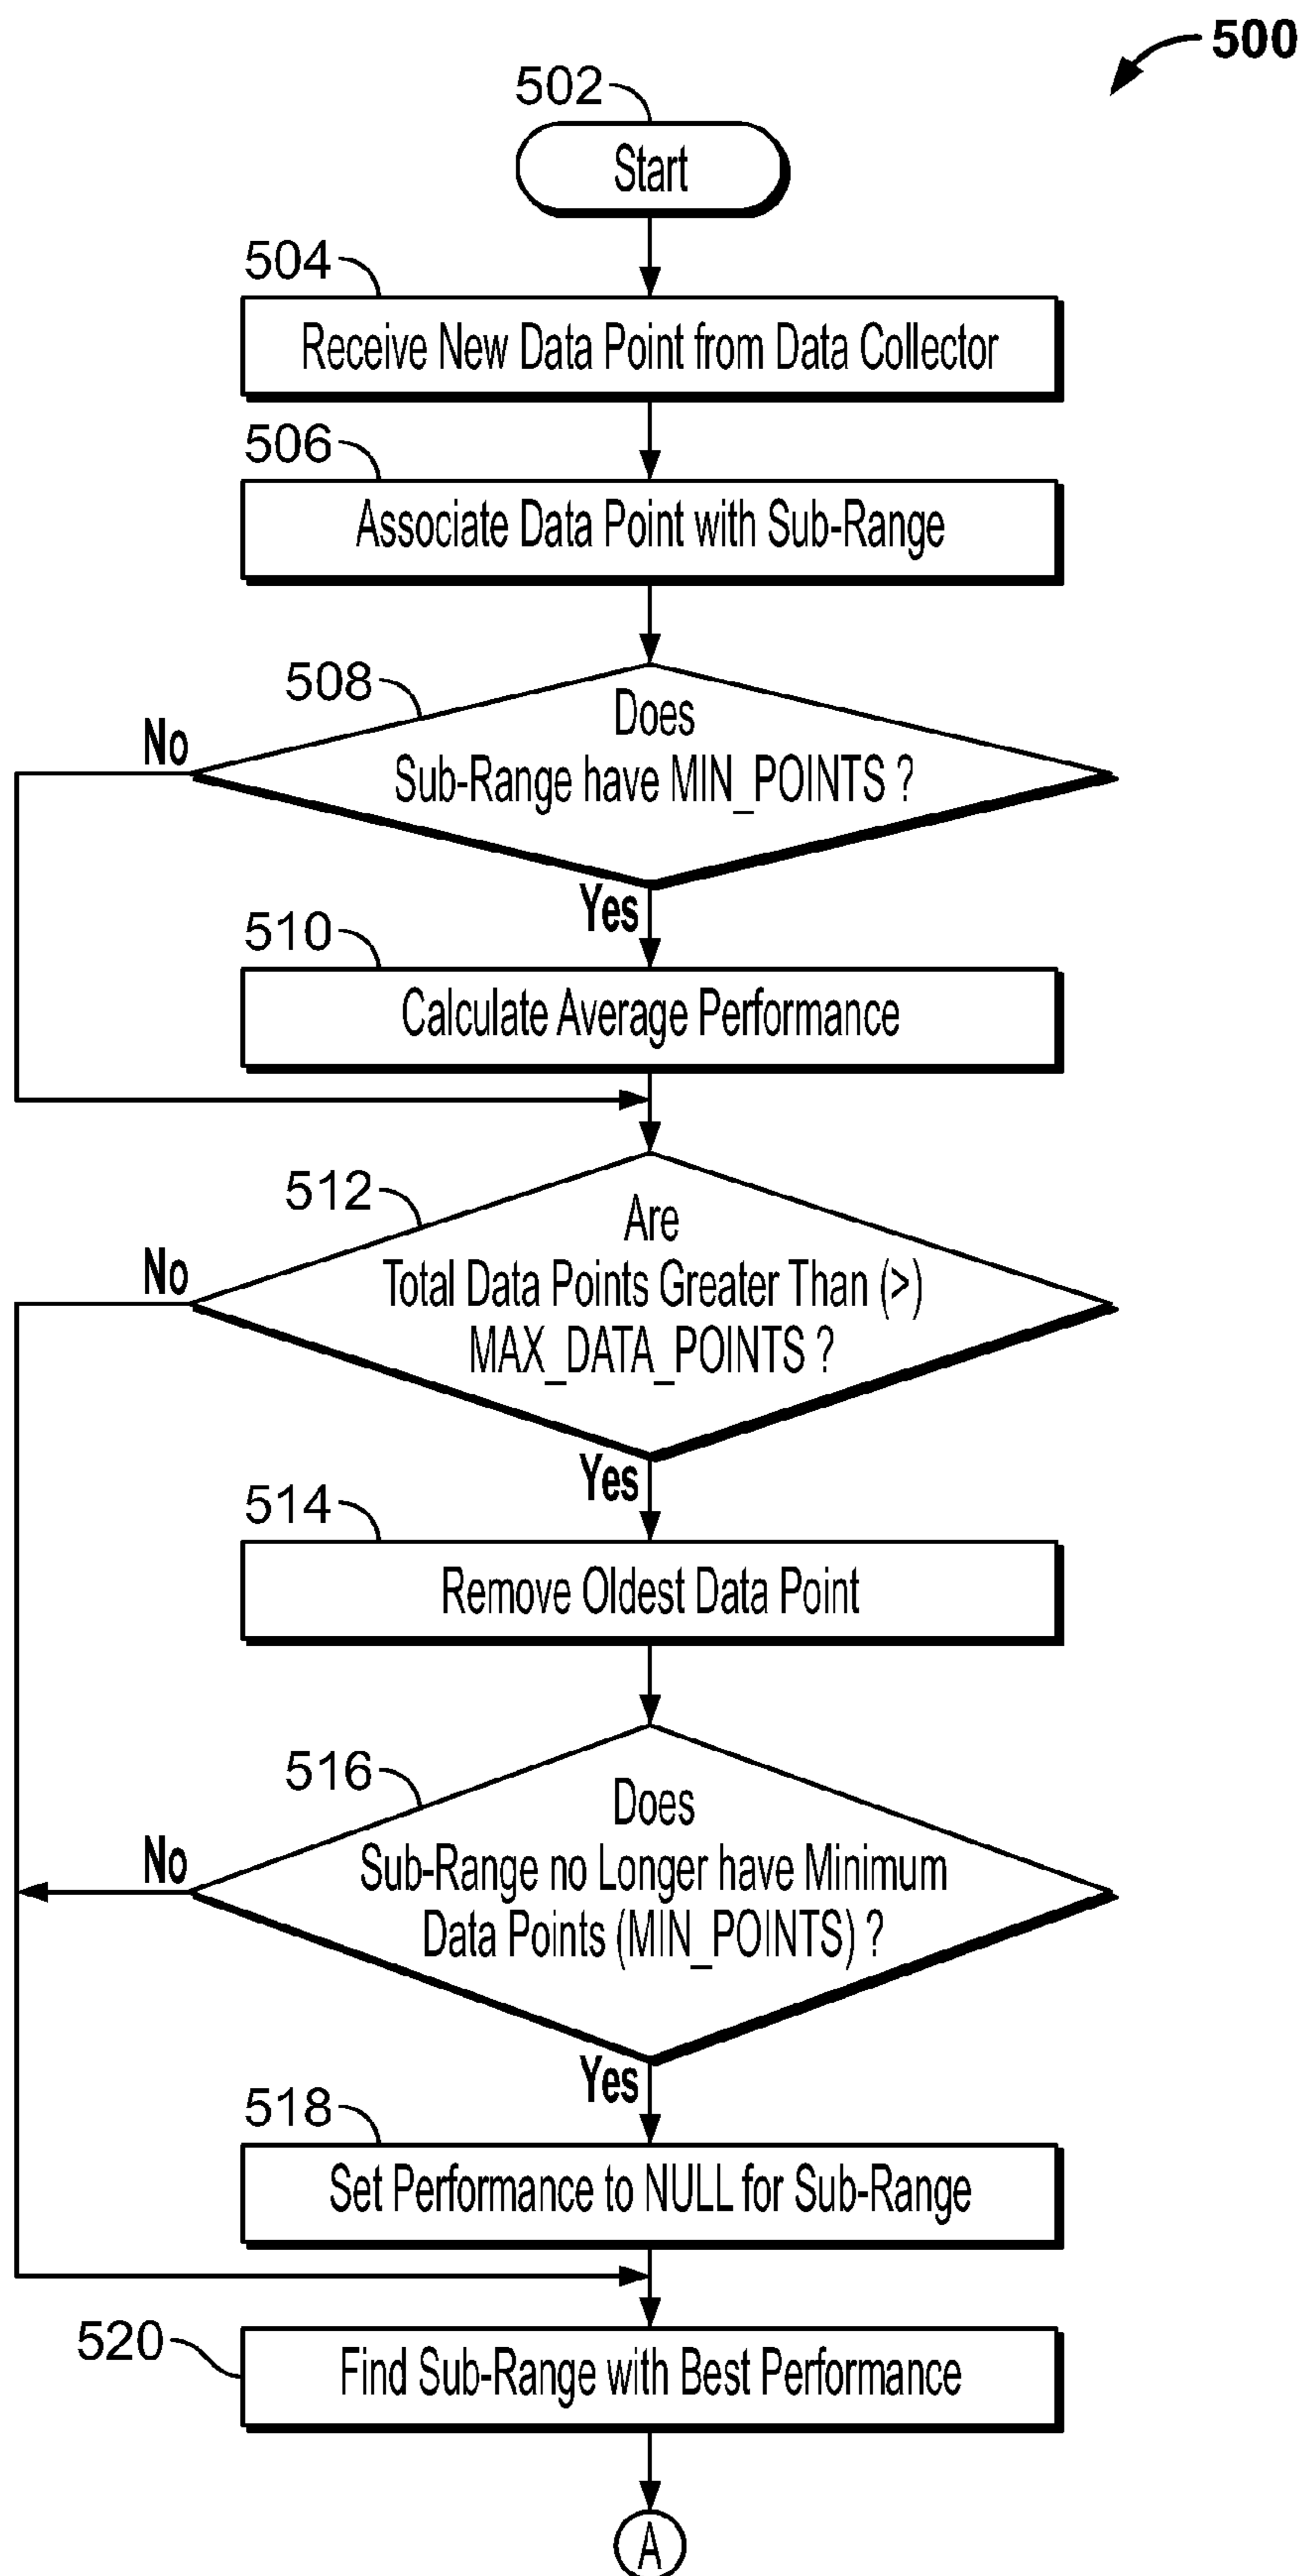 500
502
Start
504
Receive New Data Point from Data Collector
506
Associate Data Point with Sub-Range
508
Does
Sub-Range have MIN_POINTS ?
No
Yes
510
Calculate Average Performance
512
Are
Total Data Points Greater Than (>)
MAX_DATA_POINTS ?
No
Yes
514
Remove Oldest Data Point
516
Does
Sub-Range no Longer have Minimum
Data Points (MIN_POINTS) ?
No
Yes
518
Set Performance to NULL for Sub-Range
520
Find Sub-Range with Best Performance
A